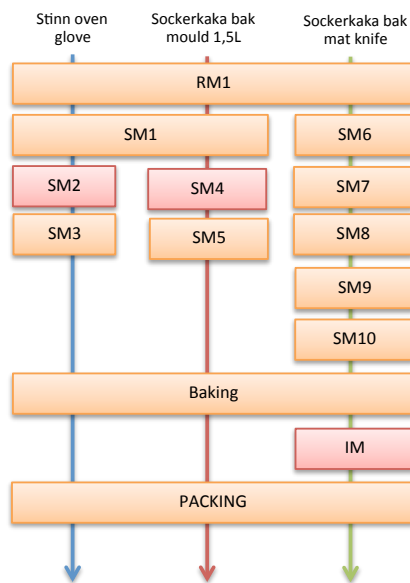 Stinn oven
glove
Sockerkaka bak
mould 1,5L
Sockerkaka bak
mat knife
RM1
SM1
SM6
SM2
SM4
SM7
SM3
SM5
SM8
SM9
SM10
Baking
IM
PACKING